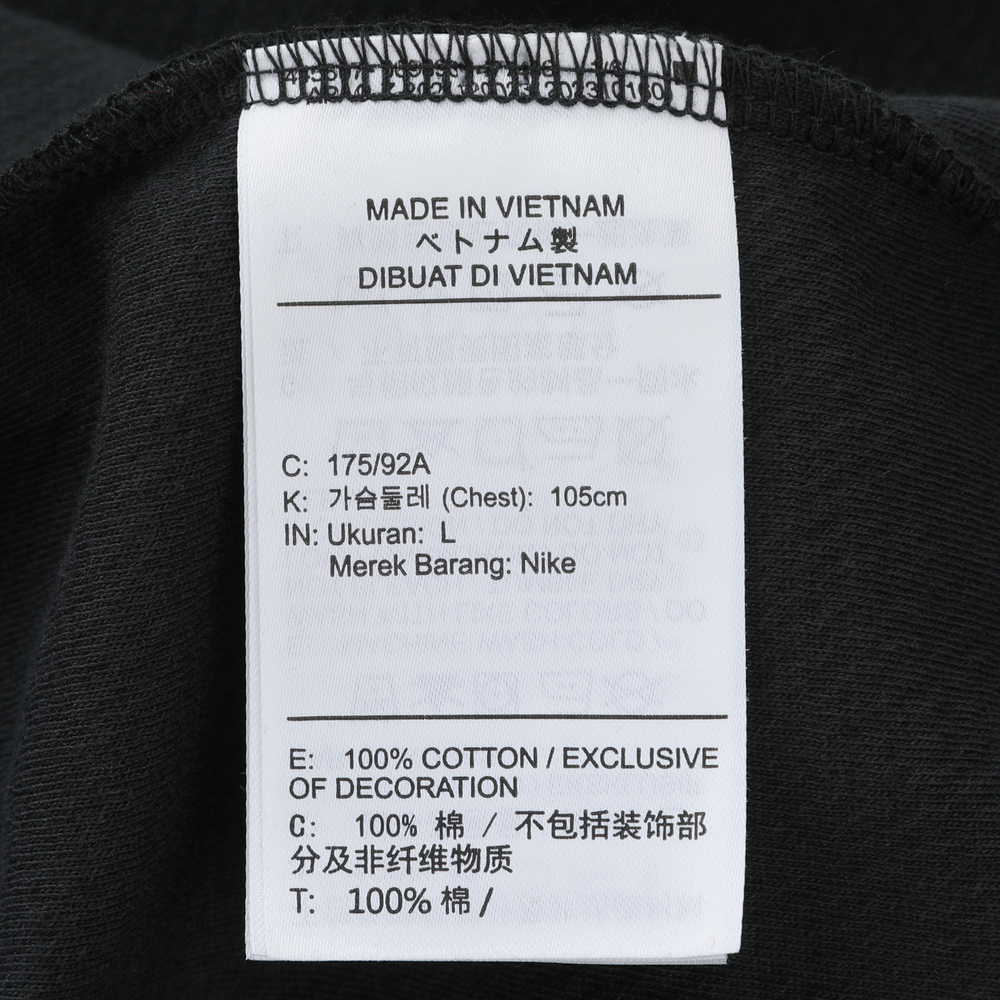 MADE IN VIETNAM
ベトナム製
DIBUAT DI VIETNAM
C: 175/92A
K: 가슴둘레 (Chest): 105cm
IN: Ukuran: L
Merek Barang: Nike
E: 100% COTTON / EXCLUSIVE
OF DECORATION
C: 100% 棉 / 不包括装饰部
分及非纤维物质
T: 100% 棉 /